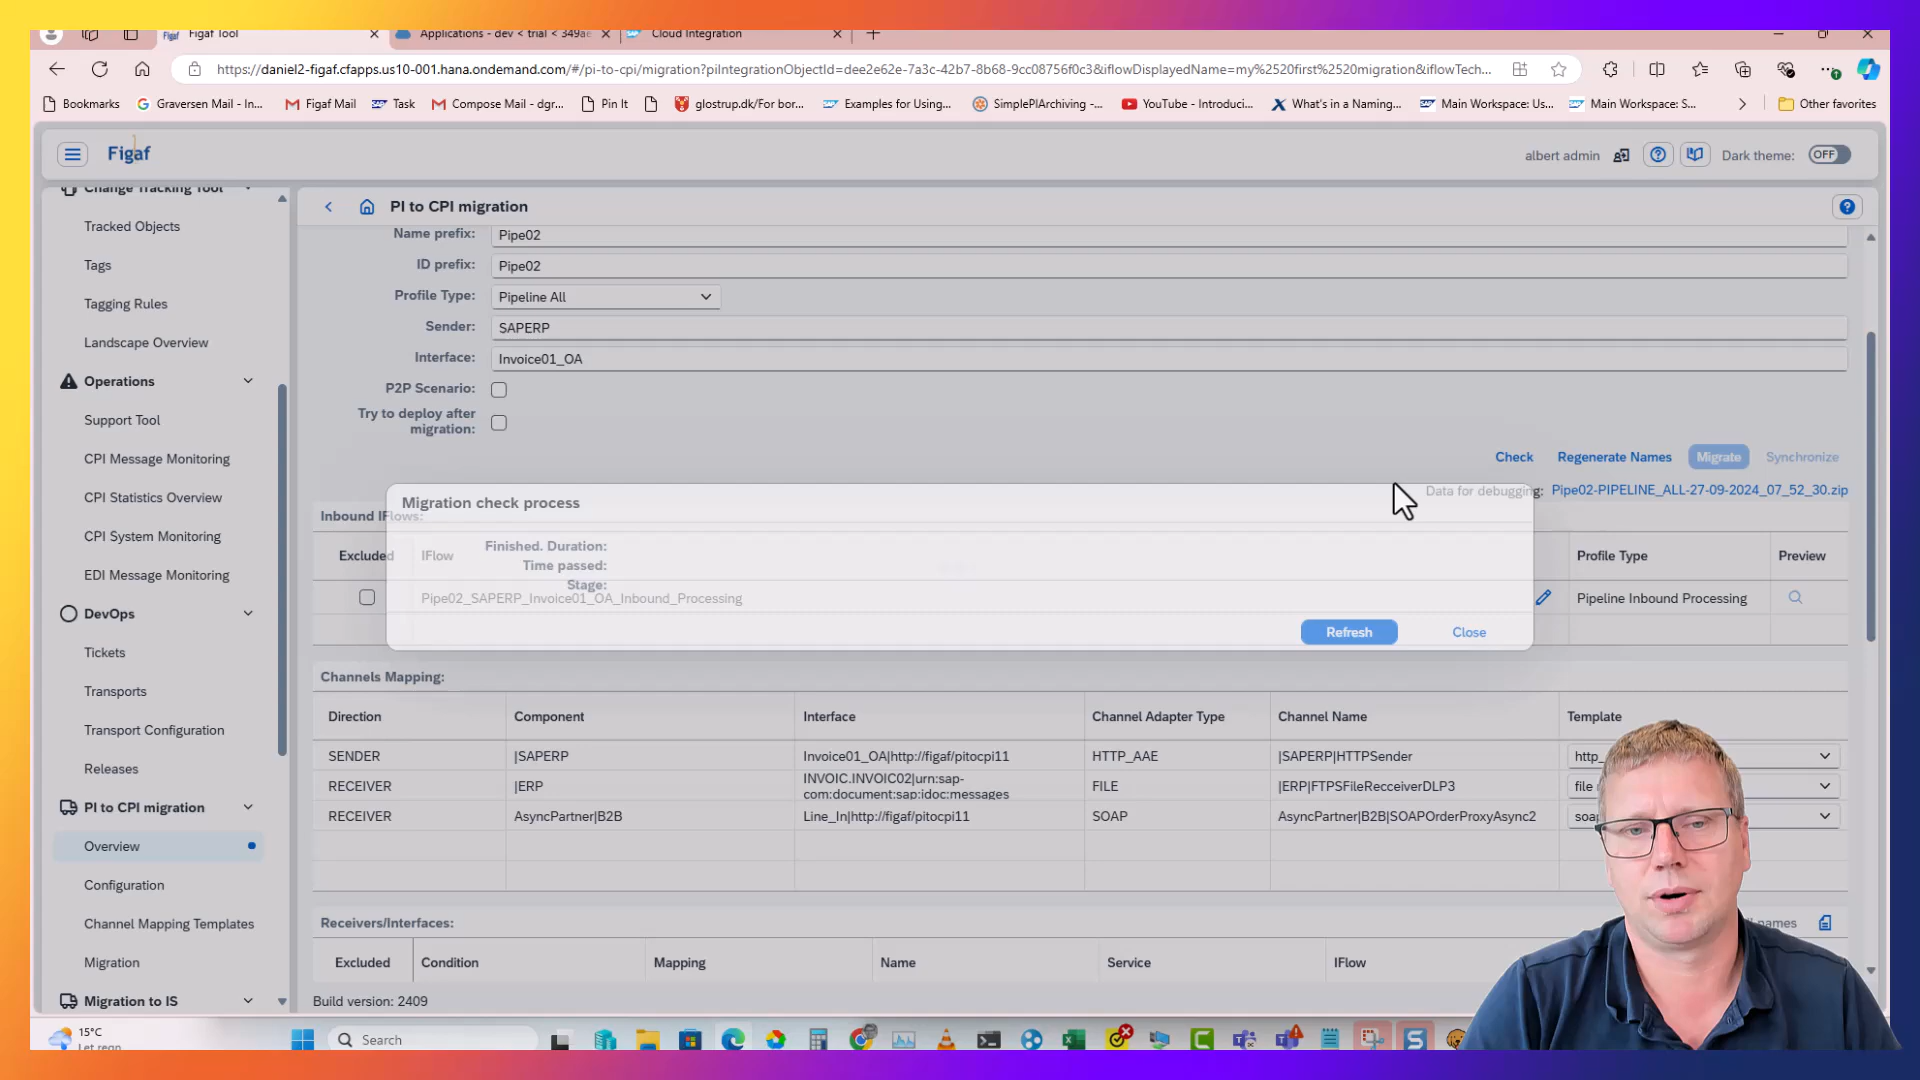 Figaf Tool
Applications - dev < trial < 349ae
Cloud Integration
https://daniel2-figaf.cfapps.us10-001.hana.ondemand.com/#/pi-to-cpi/migration?piIntegrationObjectId=dee2e62e-7a3c-42b7-8b68-9cc08756f0c3&iflowDisplayedName=my%2520first%2520migration&iflowTech...
Bookmarks
Graversen Mail - In...
Figaf Mail
Task
Compose Mail - dgr...
Pin It
glostrup.dk/For bor...
Examples for Using...
SimplePIArchiving -...
YouTube - Introduci...
What's in a Naming...
Main Workspace: Us...
Main Workspace: S...
Other favorites
Figaf
albert admin
Dark theme:
OFF
Change Tracking Tool
Tracked Objects
Tags
Tagging Rules
Landscape Overview
Operations
Support Tool
CPI Message Monitoring
CPI Statistics Overview
CPI System Monitoring
EDI Message Monitoring
DevOps
Tickets
Transports
Transport Configuration
Releases
PI to CPI migration
Overview
Configuration
Channel Mapping Templates
Migration
Migration to IS
PI to CPI migration
Name prefix: Pipe02
ID prefix: Pipe02
Profile Type: Pipeline All
Sender: SAPERP
Interface: Invoice01_OA
P2P Scenario:
Try to deploy after
migration:
Check Regenerate Names Migrate Synchronize
Data for debugging: Pipe02-PIPELINE_ALL-27-09-2024_07_52_30.zip
Migration check process
Inbound IFlows:
Finished. Duration:
Time passed:
Stage:
Excluded IFlow Profile Type Preview
Pipe02_SAPERP_Invoice01_OA_Inbound_Processing Pipeline Inbound Processing
Refresh Close
Channels Mapping:
Direction Component Interface Channel Adapter Type Channel Name Template
SENDER |SAPERP Invoice01_OA|http://figaf/pitocpi11 HTTP_AAE |SAPERP|HTTPSender http_
RECEIVER |ERP INVOIC.INVOIC02|urn:sap-
com:document:sap:idoc:messages FILE |ERP|FTPSFileRecceiverDLP3 file
RECEIVER AsyncPartner|B2B Line_In|http://figaf/pitocpi11 SOAP AsyncPartner|B2B|SOAPOrderProxyAsync2 soa
Receivers/Interfaces:
names
Excluded Condition Mapping Name Service IFlow
Build version: 2409
15°C
Let regn
Search